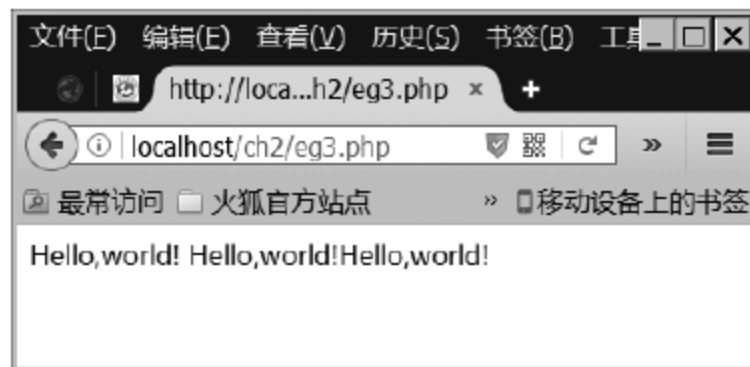 文件(F) 编辑(E) 查看(V) 历史(S) 书签(B) 工具
http://loca...h2/eg3.php × +
localhost/ch2/eg3.php »
最常访问 火狐官方站点 » 移动设备上的书签
Hello,world! Hello,world!Hello,world!